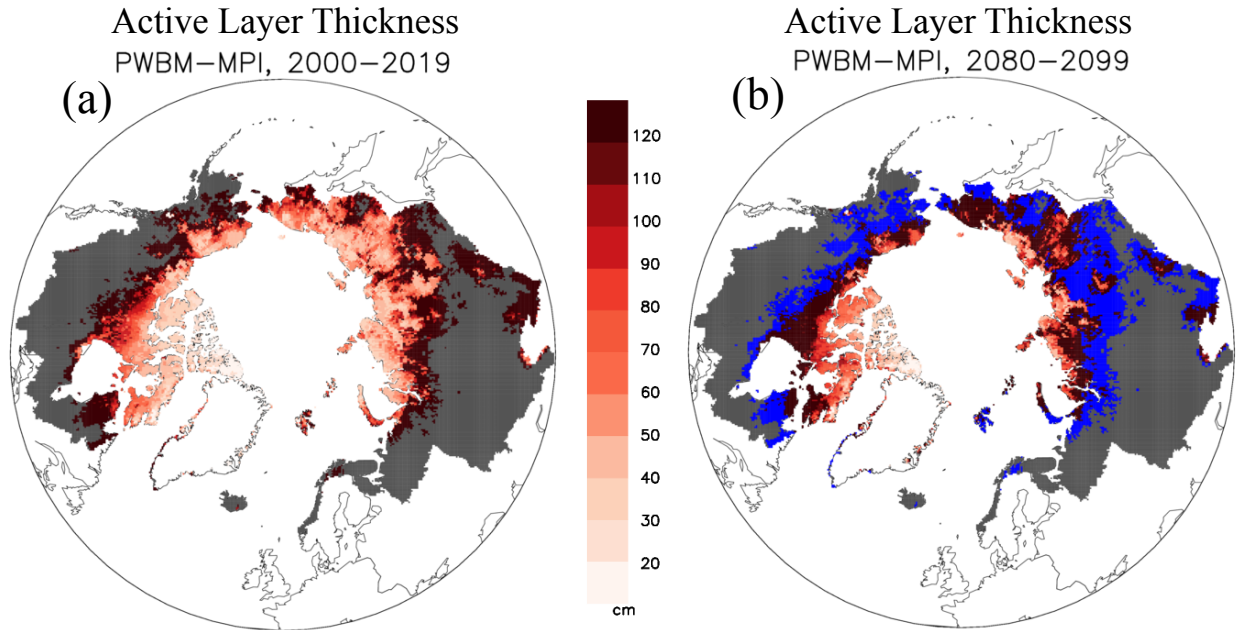 Active Layer Thickness
PWBM-MPI, 2000-2019
(a)
120
110
100
90
80
70
60
50
40
30
20
cm
Active Layer Thickness
PWBM-MPI, 2080-2099
(b)